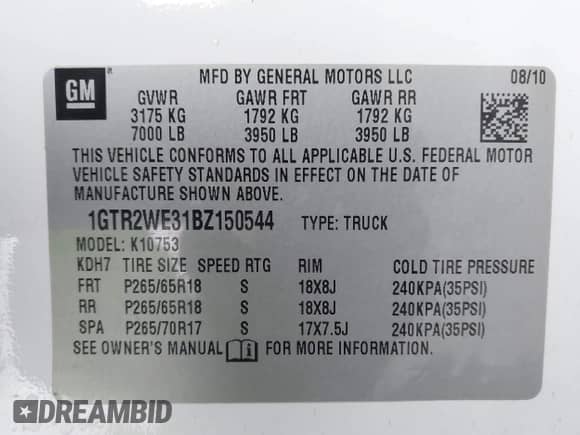 GM
MFD BY GENERAL MOTORS LLC 08/10
GVWR GAWR FRT GAWR RR
3175 KG 1792 KG 1792 KG
7000 LB 3950 LB 3950 LB
THIS VEHICLE CONFORMS TO ALL APPLICABLE U.S. FEDERAL MOTOR
VEHICLE SAFETY STANDARDS IN EFFECT ON THE DATE OF
MANUFACTURE SHOWN ABOVE.
1GTR2WE31BZ150544 TYPE: TRUCK
MODEL: K10753
KDH7 TIRE SIZE SPEED RTG RIM COLD TIRE PRESSURE
FRT P265/65R18 S 18X8J 240KPA(35PSI)
RR P265/65R18 S 18X8J 240KPA(35PSI)
SPA P265/70R17 S 17X7.5J 240KPA(35PSI)
SEE OWNER'S MANUAL FOR MORE INFORMATION.
DREAMBID